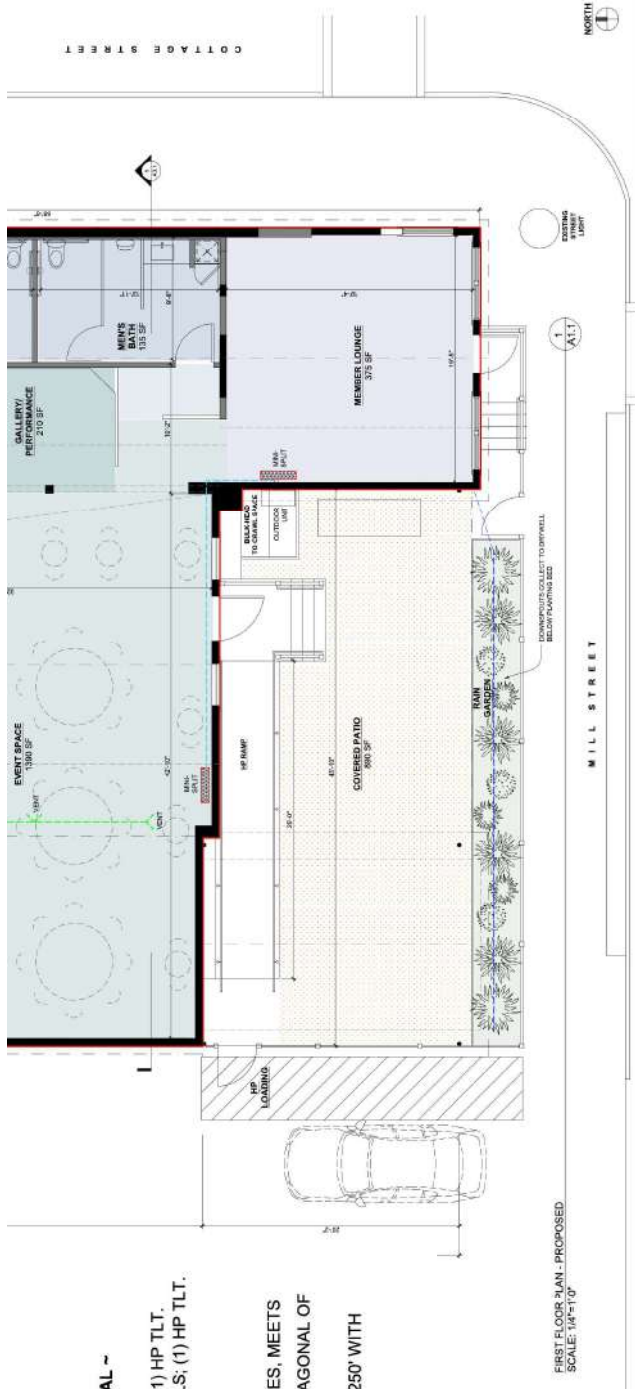 COTTAGE STREET
NORTH
EXISTING
STREET
LIGHT
1
A1.1
MEN'S
BATH
135 SF
GALLERY/
PERFORMANCE
210 SF
MEMBER LOUNGE
375 SF
MINI-
SPLIT
BULK-HEAD
TO CRAWL SPACE
OUTDOOR
UNIT
EVENT SPACE
1390 SF
VENT
VENT
MINI-
SPLIT
HP RAMP
COVERED PATIO
890 SF
RAIN
GARDEN
DOWNSPOUTS COLLECT TO DRYWELL
BELOW PLANTING BED
MILL STREET
HP
LOADING
AL ~
1) HP TLT.
LS; (1) HP TLT.
ES, MEETS
AGONAL OF
250' WITH
FIRST FLOOR PLAN - PROPOSED
SCALE: 1/4"=1'0"